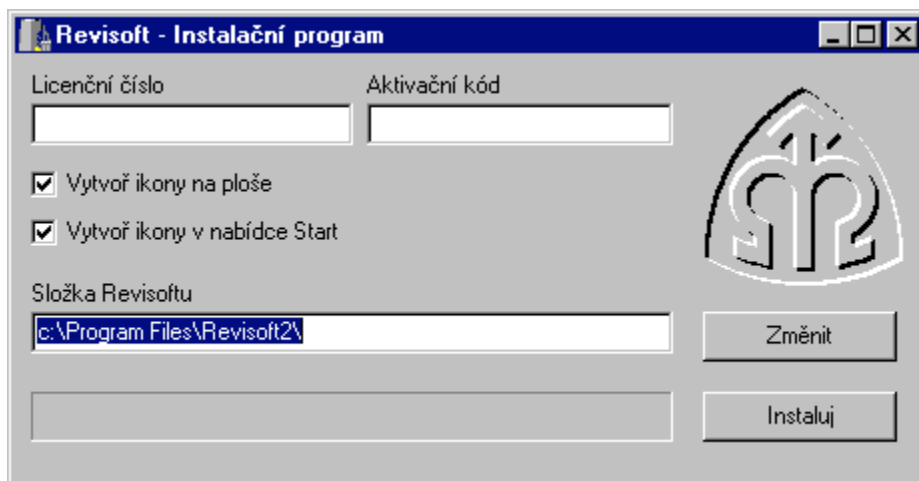 Revisoft - Instalační program
Licenční číslo
Aktivační kód
Vytvoř ikony na ploše
Vytvoř ikony v nabídce Start
Složka Revisoftu
c:\Program Files\Revisoft2\
Změnit
Instaluj